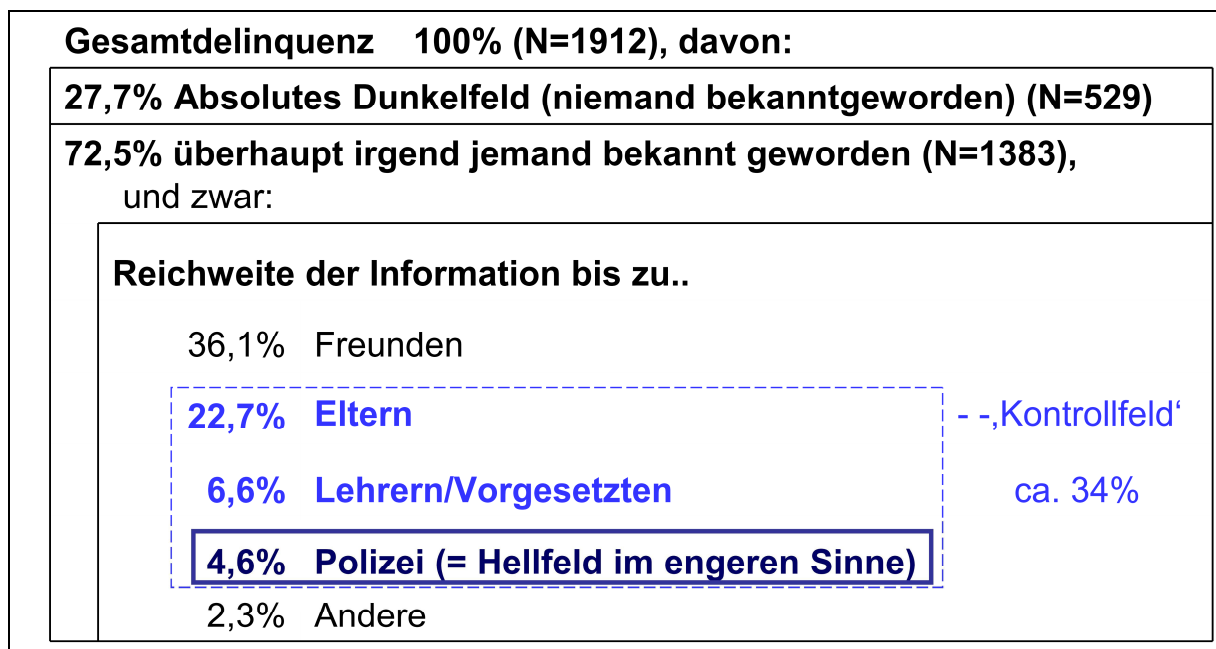 Gesamtdelinquenz 100% (N=1912), davon:
27,7% Absolutes Dunkelfeld (niemand bekanntgeworden) (N=529)
72,5% überhaupt irgend jemand bekannt geworden (N=1383),
und zwar:
Reichweite der Information bis zu..
36,1% Freunden
22,7% Eltern - -‚Kontrollfeld‘
6,6% Lehrern/Vorgesetzten ca. 34%
4,6% Polizei (= Hellfeld im engeren Sinne)
2,3% Andere